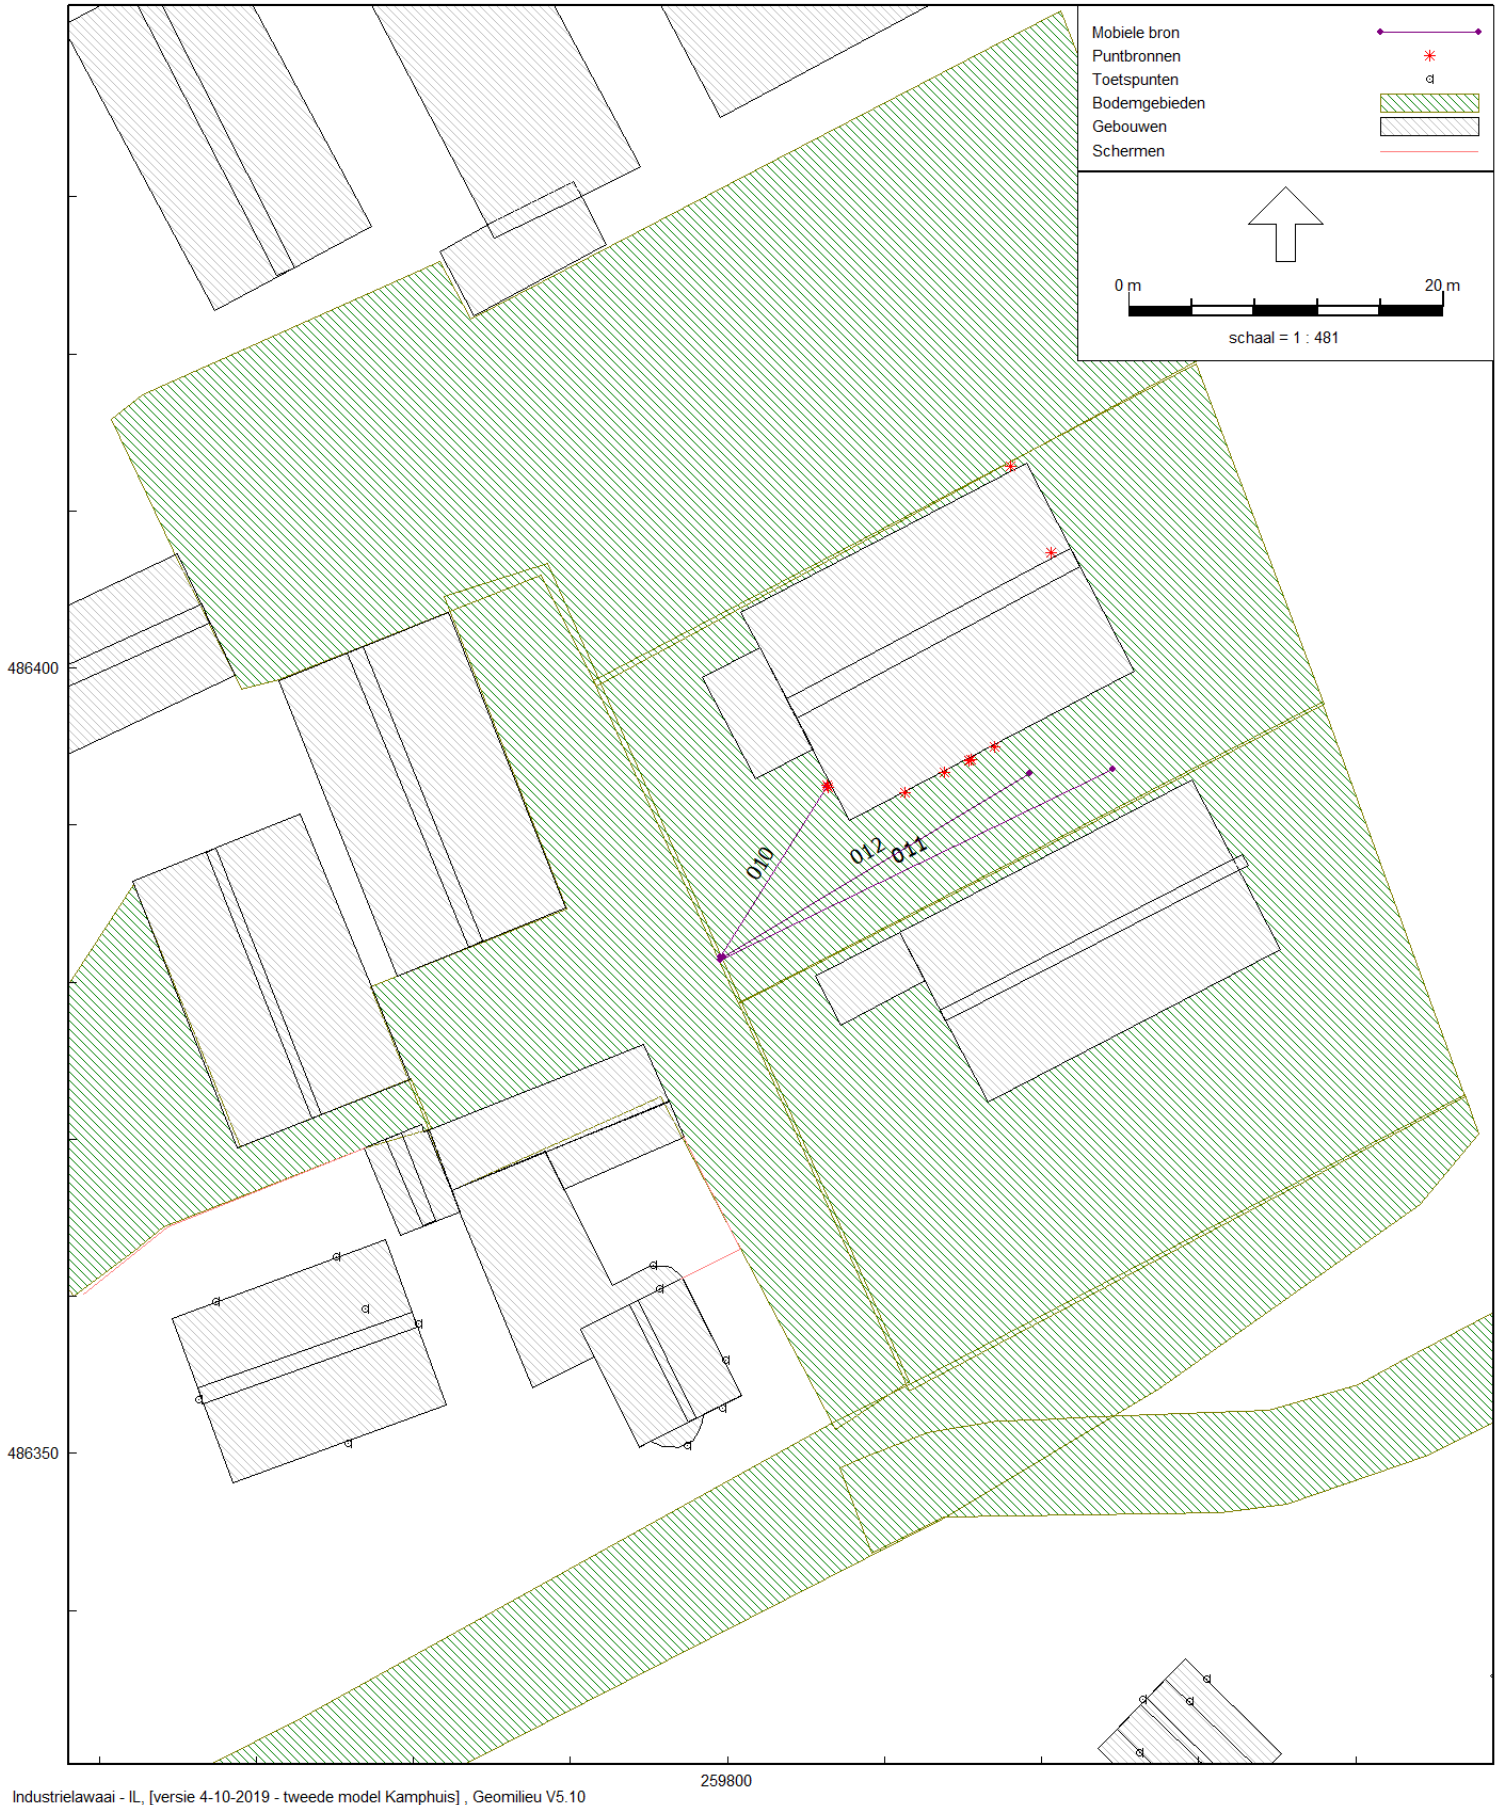 Mobiele bron
Puntbronnen
Toetspunten
Bodemgebieden
Gebouwen
Schermen
0 m 20 m
schaal = 1 : 481
486400
010
012
011
486350
259800
Industrielawaai - IL, [versie 4-10-2019 - tweede model Kamphuis] , Geomilieu V5.10